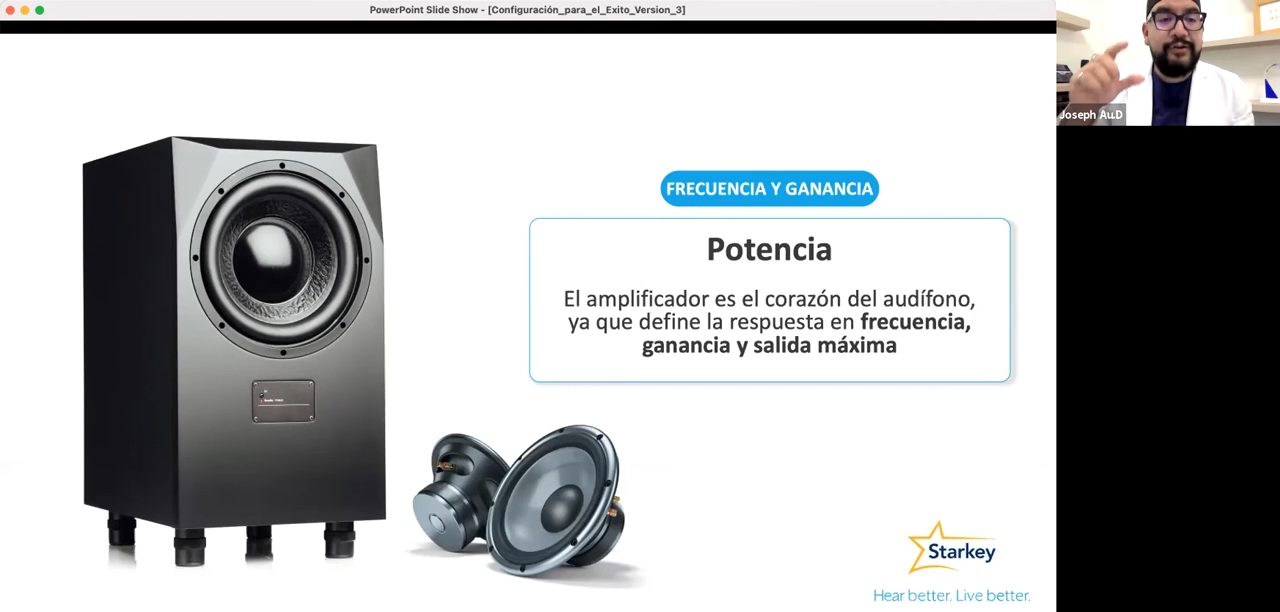 PowerPoint Slide Show - [Configuración_para_el_Exito_Version_3]
Joseph Au.D
FRECUENCIA Y GANANCIA
Potencia
El amplificador es el corazón del audífono,
ya que define la respuesta en frecuencia,
ganancia y salida máxima
Starkey
Hear better. Live better.